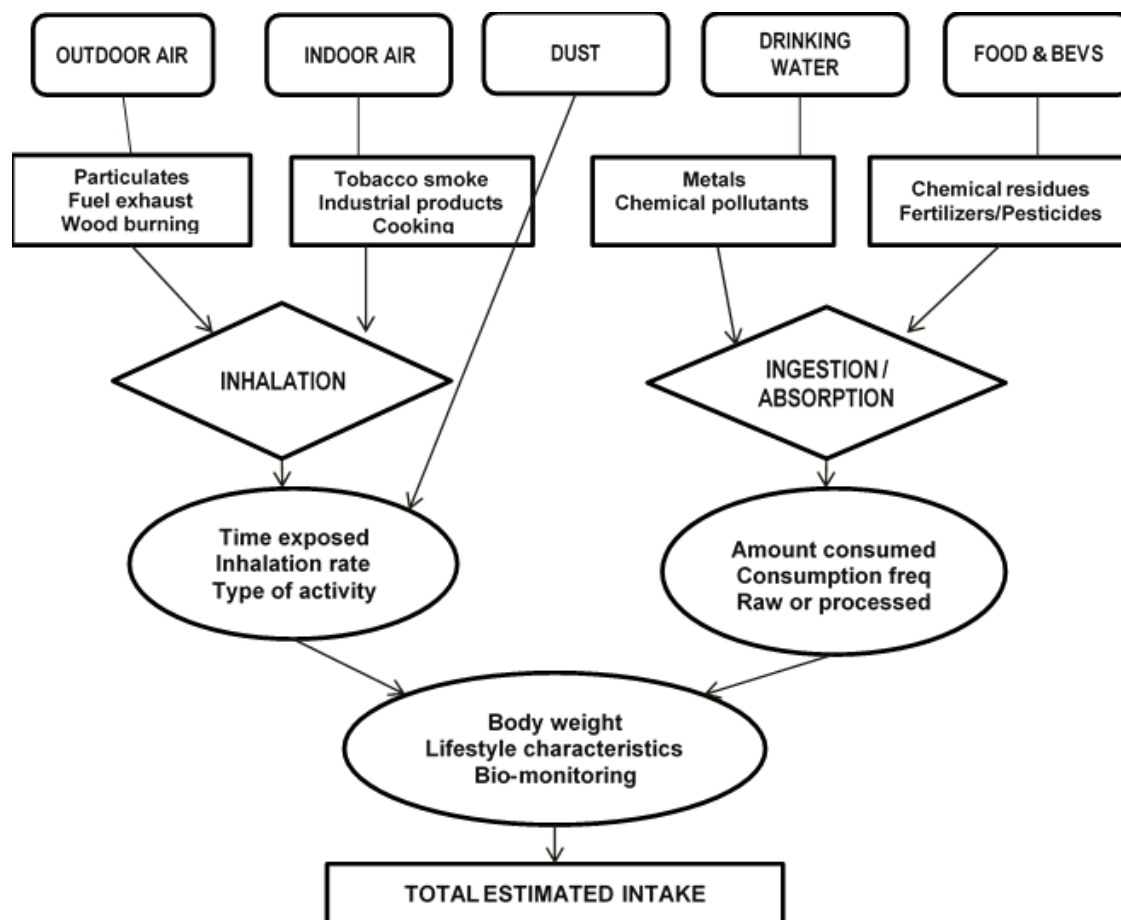 OUTDOOR AIR
INDOOR AIR
DUST
DRINKING
WATER
FOOD & BEVS
Particulates
Fuel exhaust
Wood burning
Tobacco smoke
Industrial products
Cooking
Metals
Chemical pollutants
Chemical residues
Fertilizers/Pesticides
INHALATION
INGESTION /
ABSORPTION
Time exposed
Inhalation rate
Type of activity
Amount consumed
Consumption freq
Raw or processed
Body weight
Lifestyle characteristics
Bio-monitoring
TOTAL ESTIMATED INTAKE